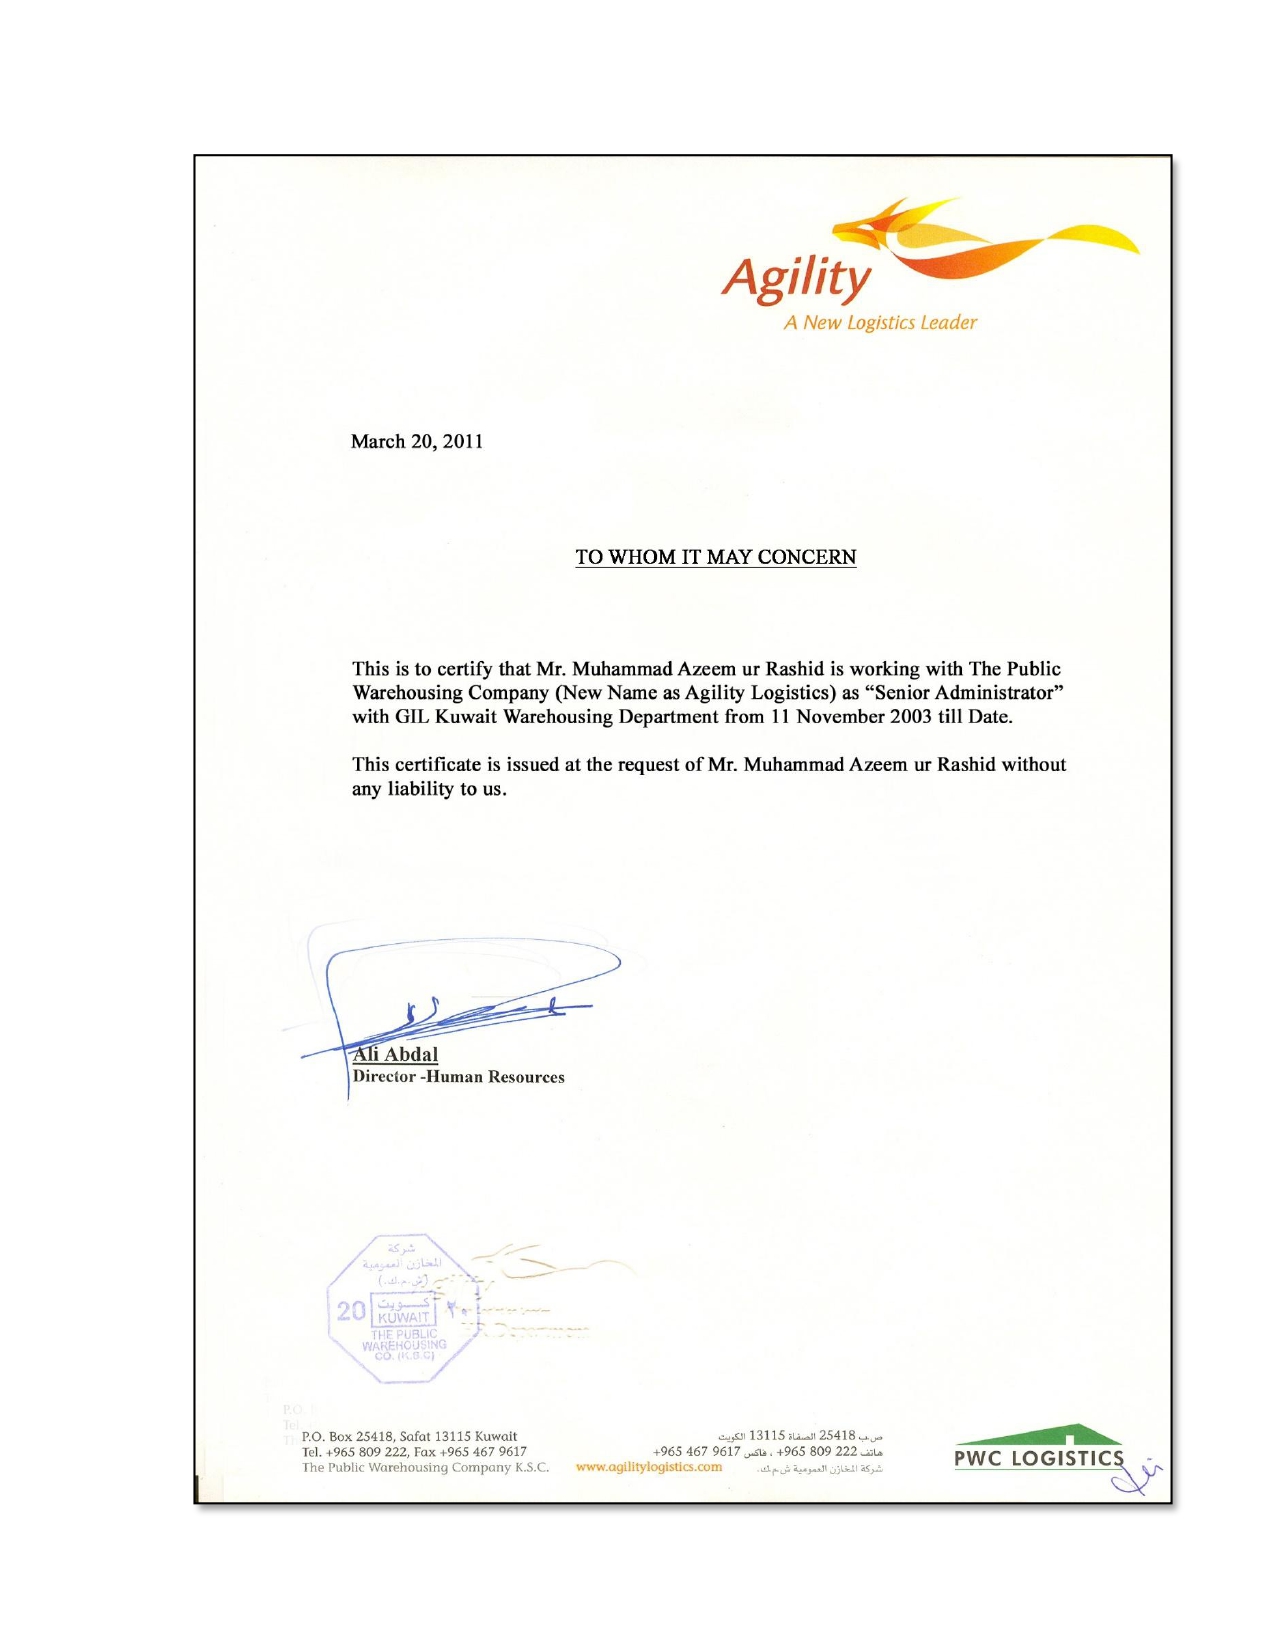 Agility
A New Logistics Leader
March 20, 2011
TO WHOM IT MAY CONCERN
This is to certify that Mr. Muhammad Azeem ur Rashid is working with The Public
Warehousing Company (New Name as Agility Logistics) as “Senior Administrator”
with GIL Kuwait Warehousing Department from 11 November 2003 till Date.
This certificate is issued at the request of Mr. Muhammad Azeem ur Rashid without
any liability to us.
Ali Abdal
Director -Human Resources
شركة
المخازن العمومية
(ش.م.ك.)
20 كويت ٢٠
KUWAIT
THE PUBLIC
WAREHOUSING
CO. (K.S.C)
P.O.
Tel.
P.O. Box 25418, Safat 13115 Kuwait
Tel. +965 809 222, Fax +965 467 9617
The Public Warehousing Company K.S.C.
www.agilitylogistics.com
ص.ب 25418 الصفاة 13115 الكويت
هاتف 222 809 965+ ، فاكس 9617 467 965+
شركة المخازن العمومية ش.م.ك.
PWC LOGISTICS